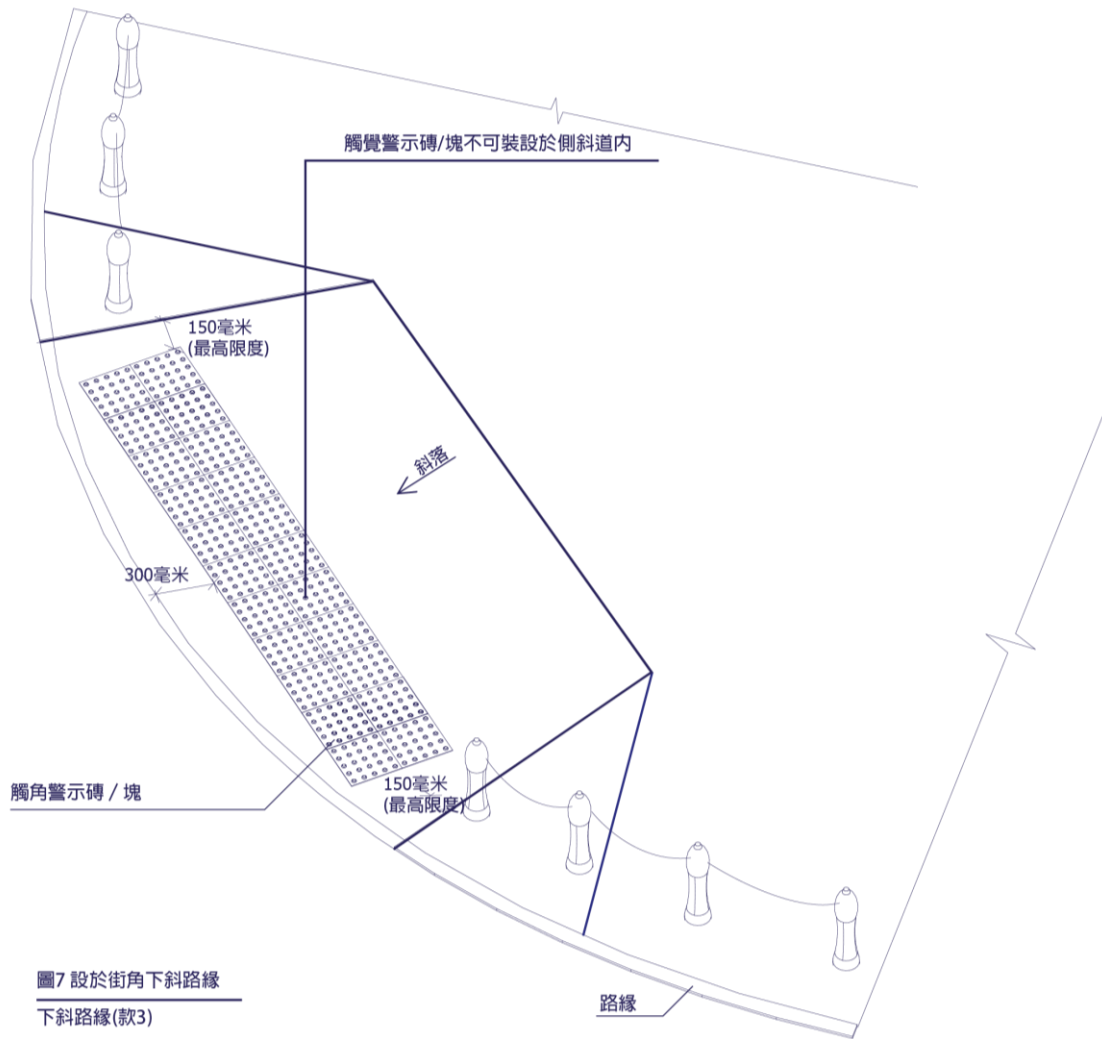 觸覺警示磚/塊不可裝設於側斜道内
150毫米
(最高限度)
斜落
300毫米
觸角警示磚 / 塊
150毫米
(最高限度)
圖7 設於街角下斜路緣
下斜路緣(款3)
路緣